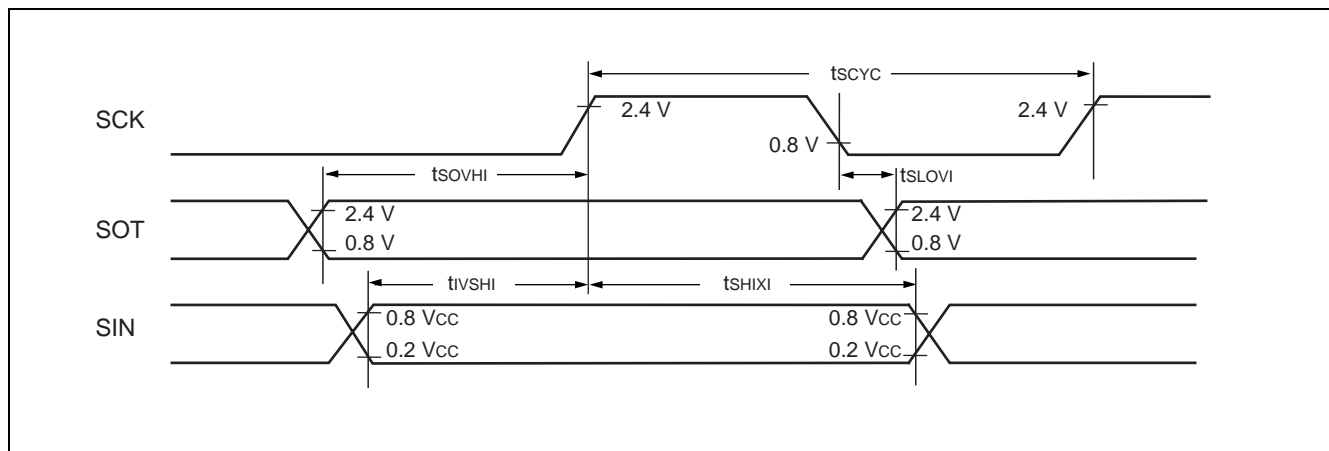 tSCYC
SCK
2.4 V
0.8 V
2.4 V
tSOVHI
tSLOVI
SOT
2.4 V
0.8 V
2.4 V
0.8 V
tIVSHI
tSHIXI
SIN
0.8 VCC
0.2 VCC
0.8 VCC
0.2 VCC